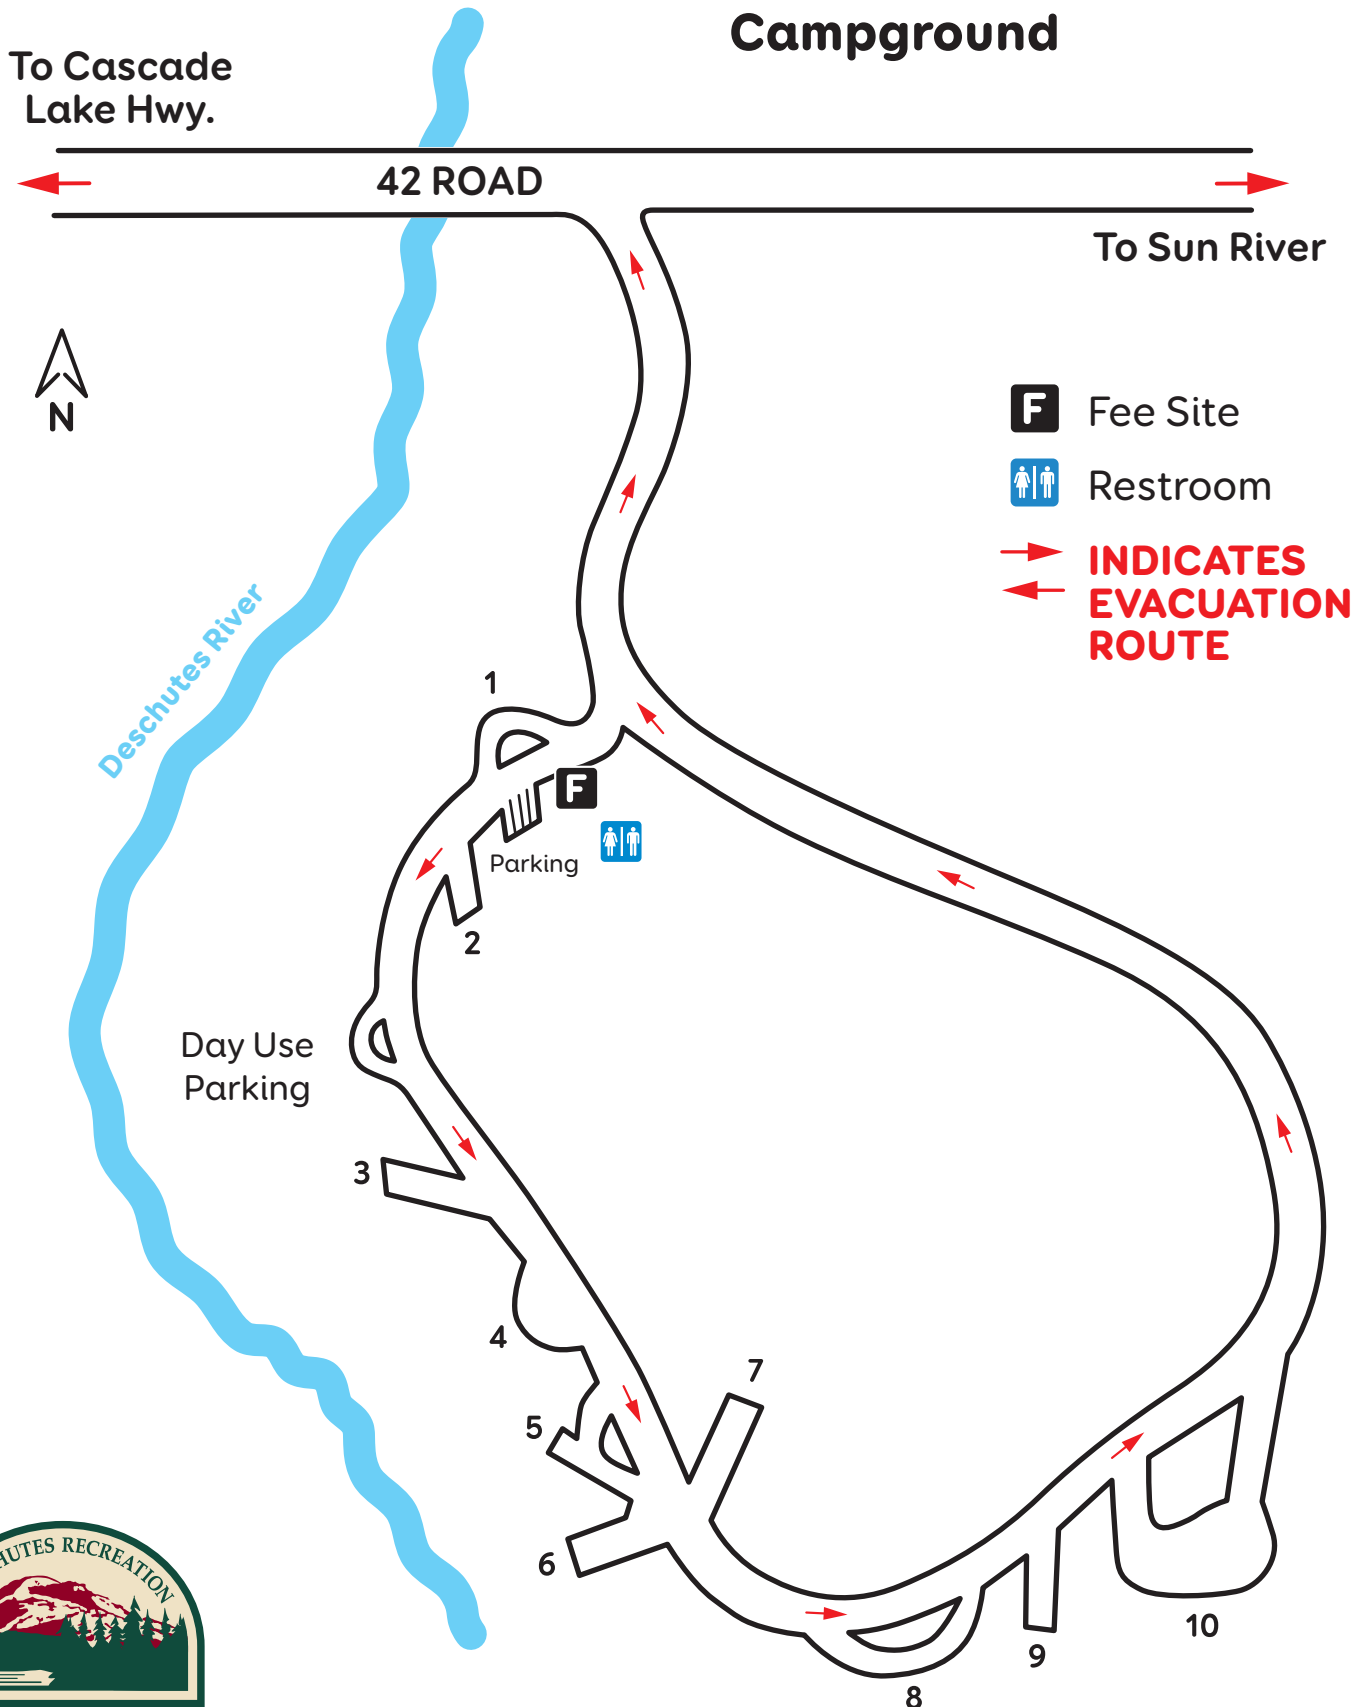 Campground
To Cascade
Lake Hwy.
42 ROAD
To Sun River
N
F Fee Site
Restroom
INDICATES
EVACUATION
ROUTE
Deschutes River
1
F
Parking
2
Day Use
Parking
3
4
7
5
6
10
9
8
RECREATION